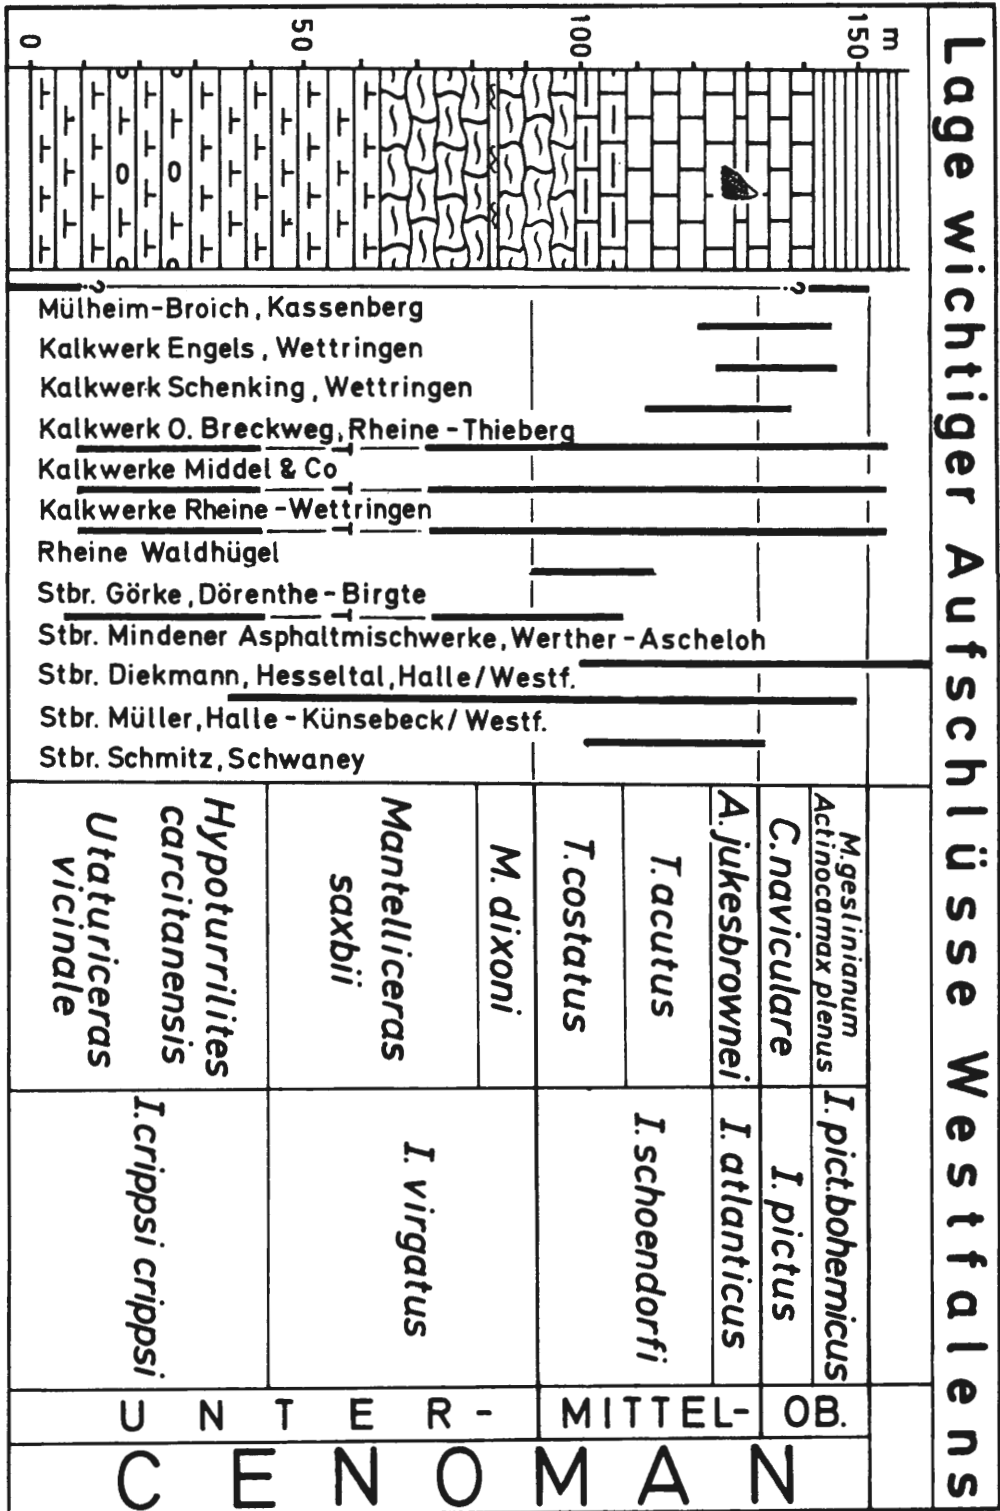 Lage wichtiger Aufschlüsse Westfalens
0 50 100 150 m
?
?
Mülheim-Broich, Kassenberg
Kalkwerk Engels, Wettringen
Kalkwerk Schenking, Wettringen
Kalkwerk O. Breckweg, Rheine-Thieberg
Kalkwerke Middel & Co
Kalkwerke Rheine-Wettringen
Rheine Waldhügel
Stbr. Görke, Dörenthe-Birgte
Stbr. Mindener Asphaltmischwerke, Werther-Ascheloh
Stbr. Diekmann, Hesseltal, Halle/Westf.
Stbr. Müller, Halle-Künsebeck/Westf.
Stbr. Schmitz, Schwaney
Utaturiceras
vicinale
Hypoturrilites
carcitanensis
Mantelliceras
saxbii
M. dixoni
T. costatus
T. acutus
A. jukesbrownei
C. naviculare
M. geslinianum
Actinocamax plenus
I. crippsi crippsi
I. virgatus
I. schoendorfi
I. atlanticus
I. pictus
I. pict. bohemicus
UNTER-
MITTEL-
OB.
CENOMAN